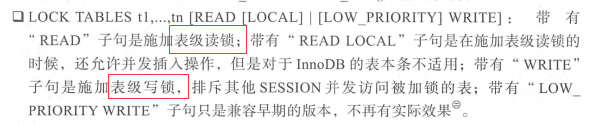 ❑ LOCK TABLES t1,...,tn [READ [LOCAL] | [LOW_PRIORITY] WRITE]： 带 有
“READ”子句是施加表级读锁；带有“READ LOCAL”子句是在施加表级读锁的
时候，还允许并发插入操作，但是对于 InnoDB 的表本条不适用；带有“WRITE”
子句是施加表级写锁，排斥其他 SESSION 并发访问被加锁的表；带有“LOW_
PRIORITY WRITE”子句只是兼容早期的版本，不再有实际效果㊀。